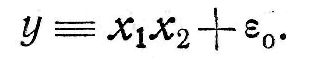 y ≡ x₁x₂ + ε₀.